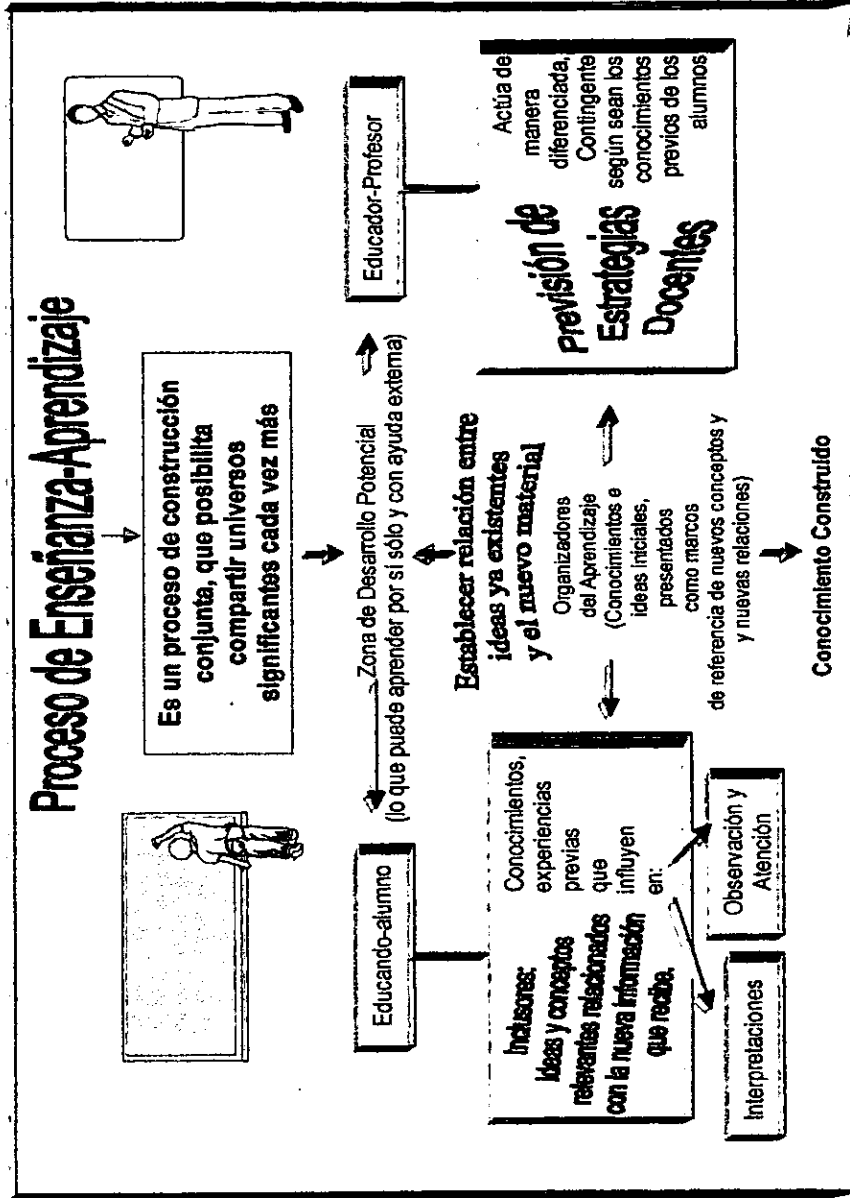 Proceso de Enseñanza-Aprendizaje
Es un proceso de construcción
conjunta, que posibilita
compartir universos
significantes cada vez más
Educando-alumno
Zona de Desarrollo Potencial
(lo que puede aprender por sí sólo y con ayuda externa)
Educador-Profesor
Inclusores:
Ideas y conceptos
relevantes relacionados
con la nueva información
que recibe.
Conocimientos,
experiencias
previas
que
influyen
en:
Interpretaciones
Observación y
Atención
Establecer relación entre
ideas ya existentes
y el nuevo material
Organizadores
del Aprendizaje
(Conocimientos e
ideas Iniciales,
presentados
como marcos
de referencia de nuevos conceptos y
y nuevas relaciones)
Conocimiento Construido
Previsión de
Estrategias
Docentes
Actúa de
manera
diferenciada,
Contingente
según sean los
conocimientos
previos de los
alumnos